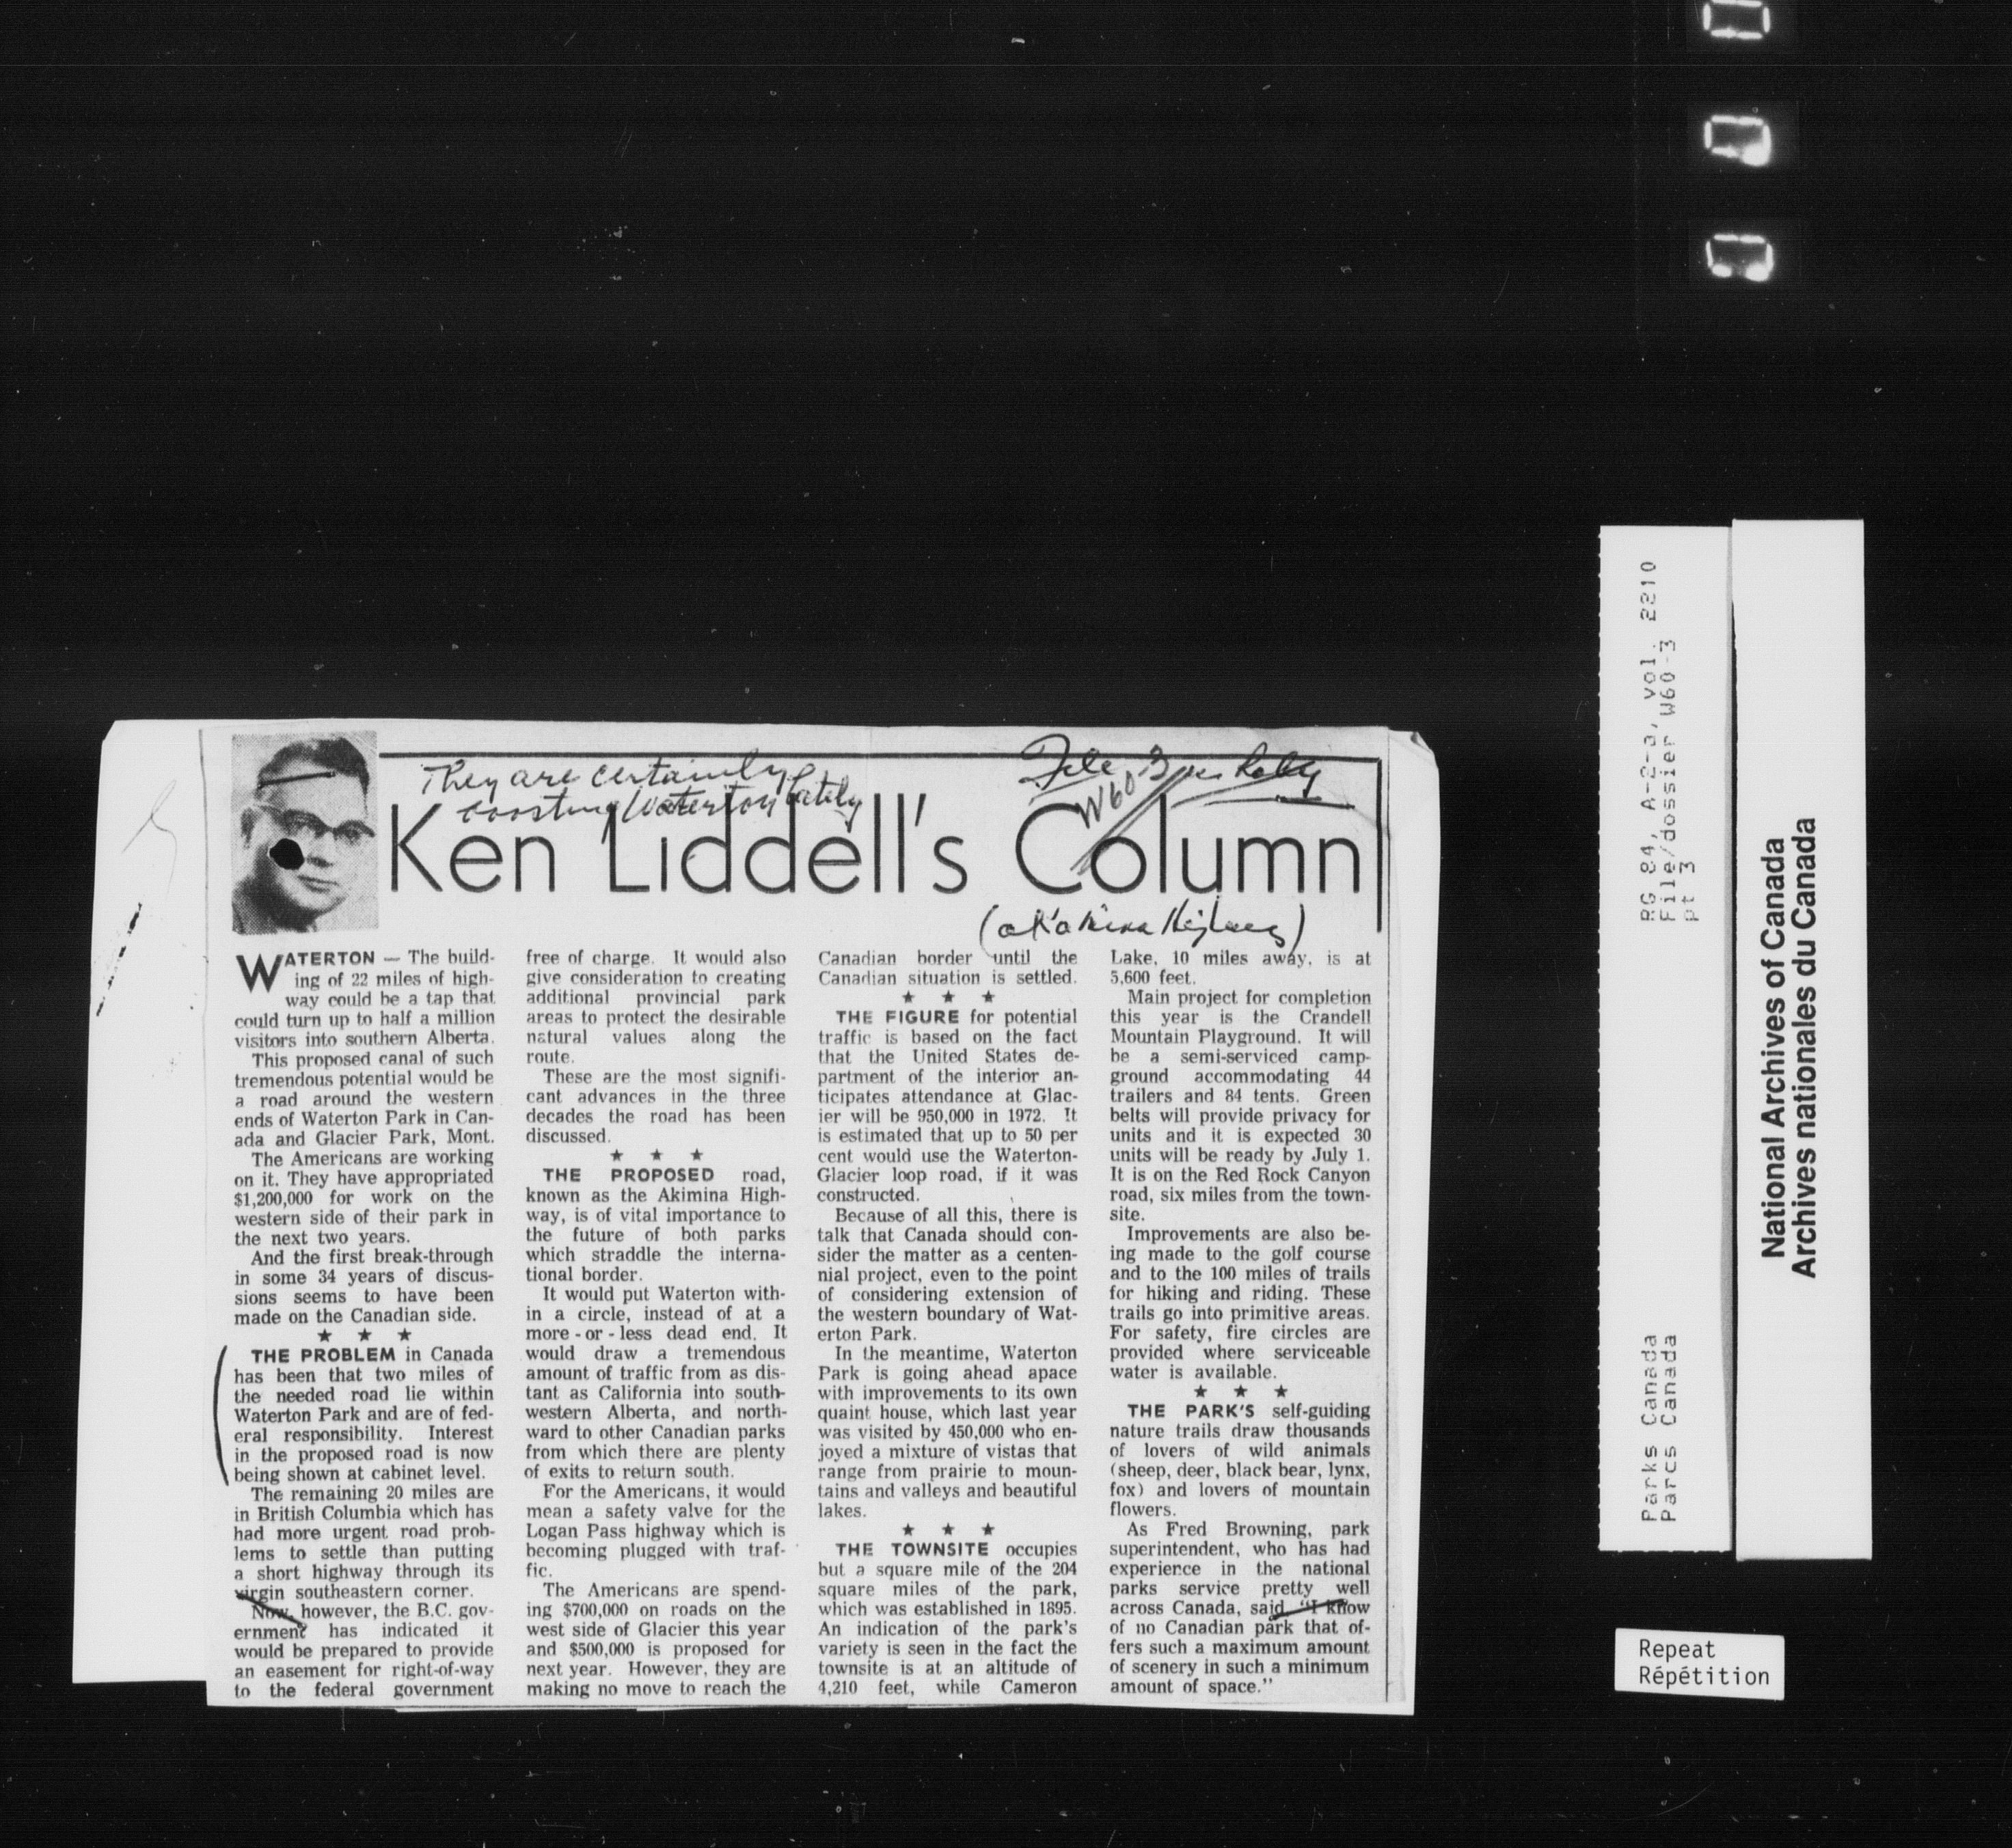 They are certainly
boosting Waterton lately
File
W60-3
Ken Liddell's Column
(akamina Highway)
WATERTON — The build-
ing of 22 miles of high-
way could be a tap that
could turn up to half a million
visitors into southern Alberta.
This proposed canal of such
tremendous potential would be
a road around the western
ends of Waterton Park in Can-
ada and Glacier Park, Mont.
The Americans are working
on it. They have appropriated
$1,200,000 for work on the
western side of their park in
the next two years.
And the first break-through
in some 34 years of discus-
sions seems to have been
made on the Canadian side.
★ ★ ★
THE PROBLEM in Canada
has been that two miles of
the needed road lie within
Waterton Park and are of fed-
eral responsibility. Interest
in the proposed road is now
being shown at cabinet level.
The remaining 20 miles are
in British Columbia which has
had more urgent road prob-
lems to settle than putting
a short highway through its
virgin southeastern corner.
Now, however, the B.C. gov-
ernment has indicated it
would be prepared to provide
an easement for right-of-way
to the federal government
free of charge. It would also
give consideration to creating
additional provincial park
areas to protect the desirable
natural values along the
route.
These are the most signifi-
cant advances in the three
decades the road has been
discussed.
★ ★ ★
THE PROPOSED road,
known as the Akimina High-
way, is of vital importance to
the future of both parks
which straddle the interna-
tional border.
It would put Waterton with-
in a circle, instead of at a
more - or - less dead end. It
would draw a tremendous
amount of traffic from as dis-
tant as California into south-
western Alberta, and north-
ward to other Canadian parks
from which there are plenty
of exits to return south.
For the Americans, it would
mean a safety valve for the
Logan Pass highway which is
becoming plugged with traf-
fic.
The Americans are spend-
ing $700,000 on roads on the
west side of Glacier this year
and $500,000 is proposed for
next year. However, they are
making no move to reach the
Canadian border until the
Canadian situation is settled.
★ ★ ★
THE FIGURE for potential
traffic is based on the fact
that the United States de-
partment of the interior an-
ticipates attendance at Glac-
ier will be 950,000 in 1972. It
is estimated that up to 50 per
cent would use the Waterton-
Glacier loop road, if it was
constructed.
Because of all this, there is
talk that Canada should con-
sider the matter as a centen-
nial project, even to the point
of considering extension of
the western boundary of Wat-
erton Park.
In the meantime, Waterton
Park is going ahead apace
with improvements to its own
quaint house, which last year
was visited by 450,000 who en-
joyed a mixture of vistas that
range from prairie to moun-
tains and valleys and beautiful
lakes.
★ ★ ★
THE TOWNSITE occupies
but a square mile of the 204
square miles of the park,
which was established in 1895.
An indication of the park's
variety is seen in the fact the
townsite is at an altitude of
4,210 feet, while Cameron
Lake, 10 miles away, is at
5,600 feet.
Main project for completion
this year is the Crandell
Mountain Playground. It will
be a semi-serviced camp-
ground accommodating 44
trailers and 84 tents. Green
belts will provide privacy for
units and it is expected 30
units will be ready by July 1.
It is on the Red Rock Canyon
road, six miles from the town-
site.
Improvements are also be-
ing made to the golf course
and to the 100 miles of trails
for hiking and riding. These
trails go into primitive areas.
For safety, fire circles are
provided where serviceable
water is available.
★ ★ ★
THE PARK'S self-guiding
nature trails draw thousands
of lovers of wild animals
(sheep, deer, black bear, lynx,
fox) and lovers of mountain
flowers.
As Fred Browning, park
superintendent, who has had
experience in the national
parks service pretty well
across Canada, said, "I know
of no Canadian park that of-
fers such a maximum amount
of scenery in such a minimum
amount of space."
RG 84, A-2-a, vol. 2210
File/dossier W60-3
pt 3
Parks Canada
Parcs Canada
National Archives of Canada
Archives nationales du Canada
Repeat
Répétition